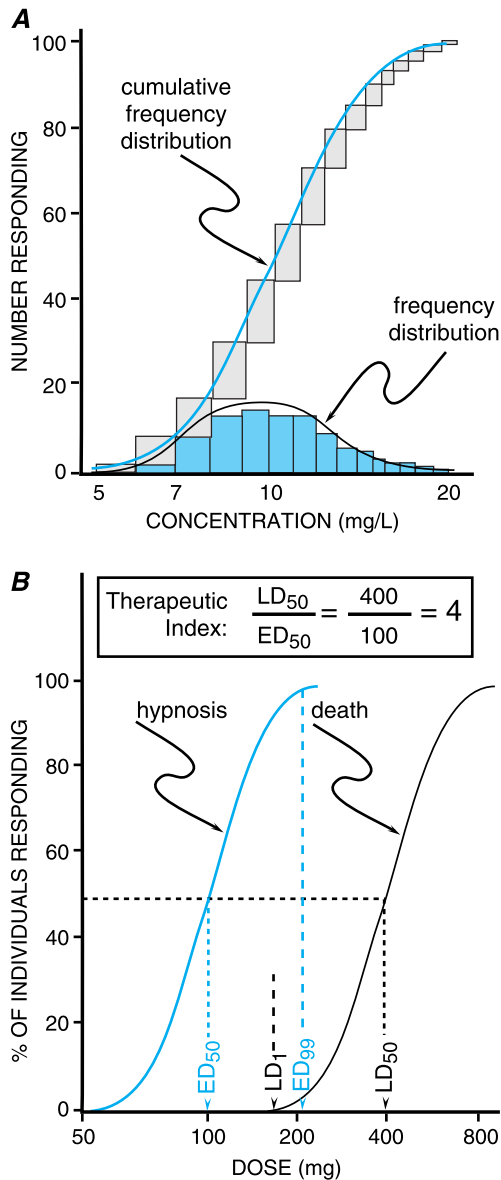 A
100
80
60
40
20
0
NUMBER RESPONDING
cumulative
frequency
distribution
frequency
distribution
5 7 10 20
CONCENTRATION (mg/L)
B
Therapeutic
Index:
LD50
ED50
=
400
100
= 4
100
80
60
40
20
0
% OF INDIVIDUALS RESPONDING
hypnosis
death
ED50
LD1
ED99
LD50
50 100 200 400 800
DOSE (mg)